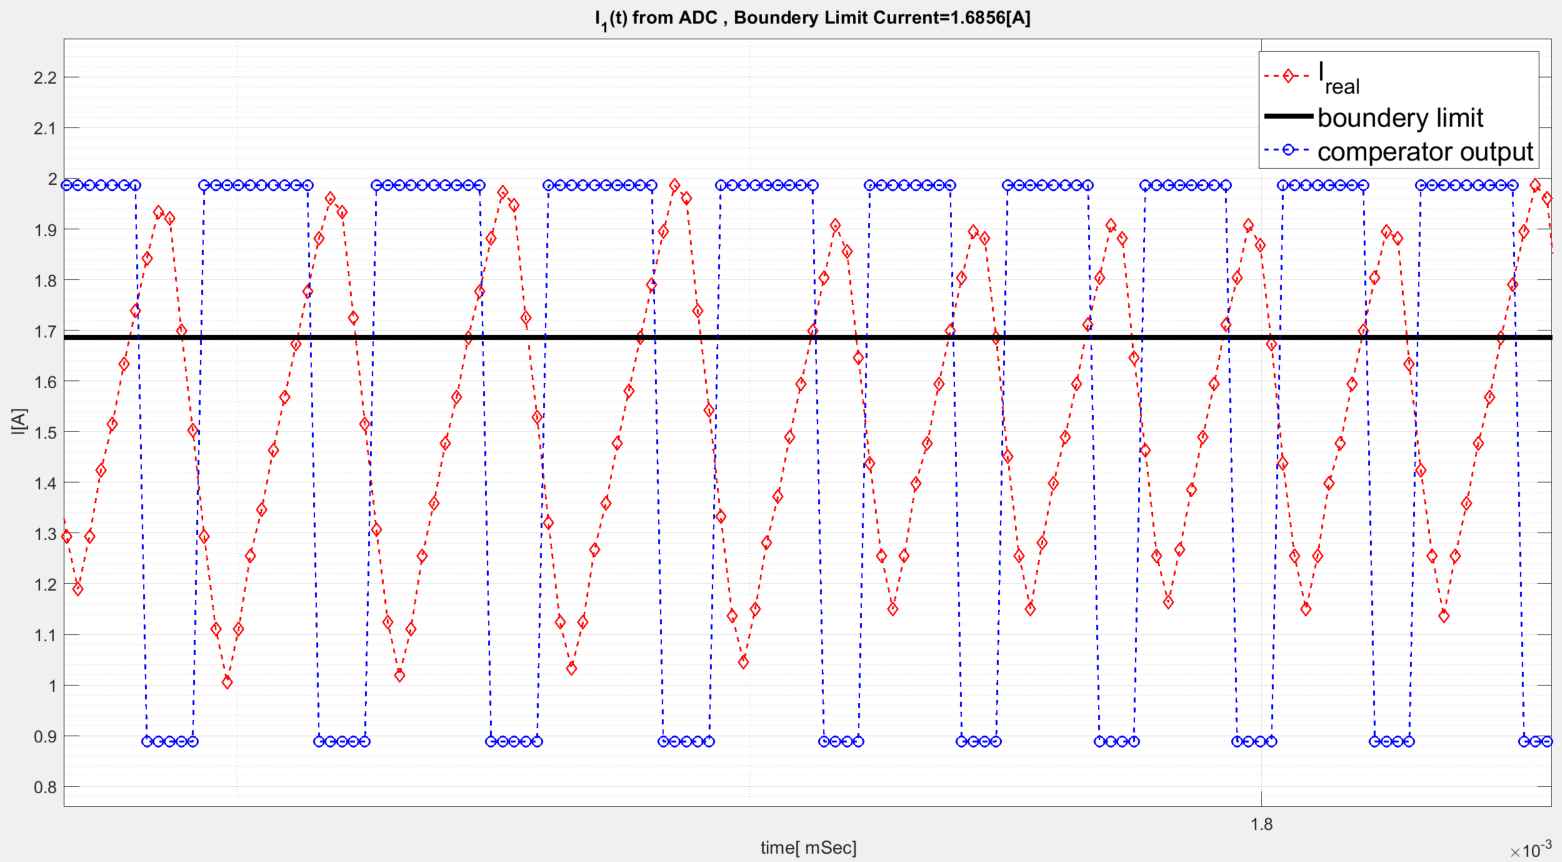 I1(t) from ADC , Boundery Limit Current=1.6856[A]
Ireal
boundery limit
comperator output
2.2
2.1
2
1.9
1.8
1.7
1.6
1.5
1.4
1.3
1.2
1.1
1
0.9
0.8
I[A]
1.8
time[ mSec]
×10-3